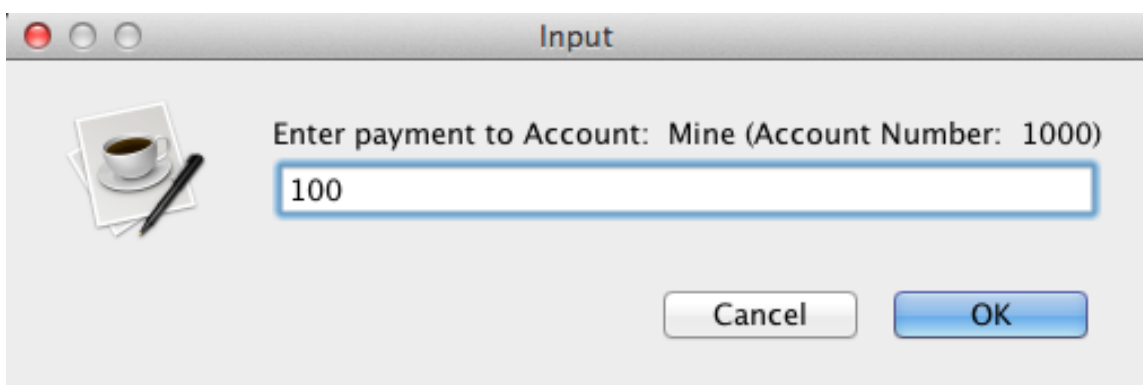 Input
Enter payment to Account:  Mine (Account Number:  1000)
100
Cancel OK